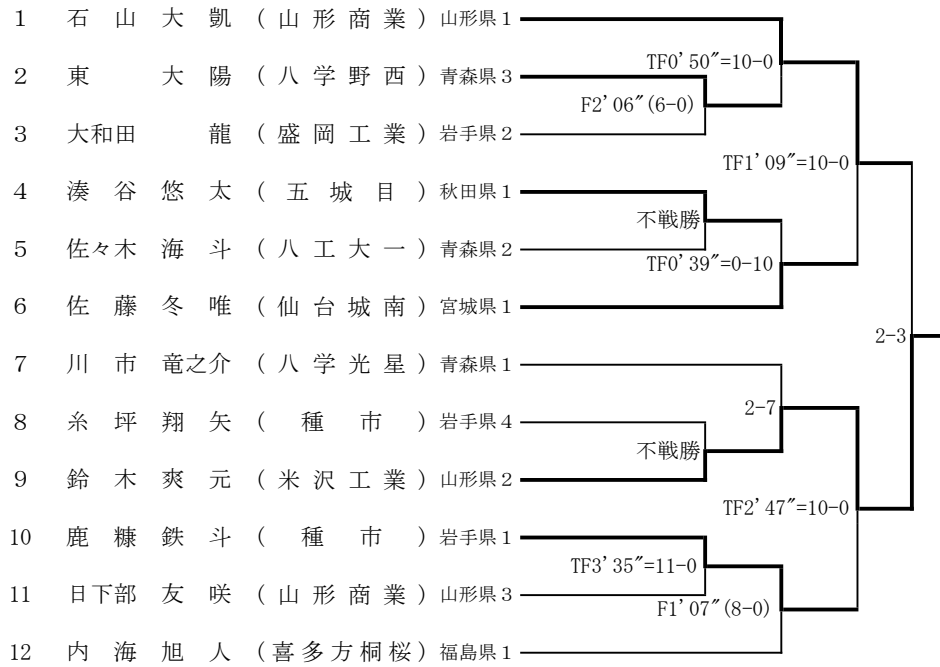 1 石山大凱 (山形商業) 山形県 1
TF0'50"=10-0
2 東 大陽 (八学野西) 青森県 3
F2'06"(6-0)
3 大和田 龍 (盛岡工業) 岩手県 2
TF1'09"=10-0
4 湊谷悠太 (五城目) 秋田県 1
不戦勝
5 佐々木海斗 (八工大一) 青森県 2
TF0'39"=0-10
6 佐藤冬唯 (仙台城南) 宮城県 1
2-3
7 川市竜之介 (八学光星) 青森県 1
2-7
8 糸坪翔矢 (種市) 岩手県 4
不戦勝
9 鈴木爽元 (米沢工業) 山形県 2
TF2'47"=10-0
10 鹿糠鉄斗 (種市) 岩手県 1
TF3'35"=11-0
11 日下部友咲 (山形商業) 山形県 3
F1'07"(8-0)
12 内海旭人 (喜多方桐桜) 福島県 1